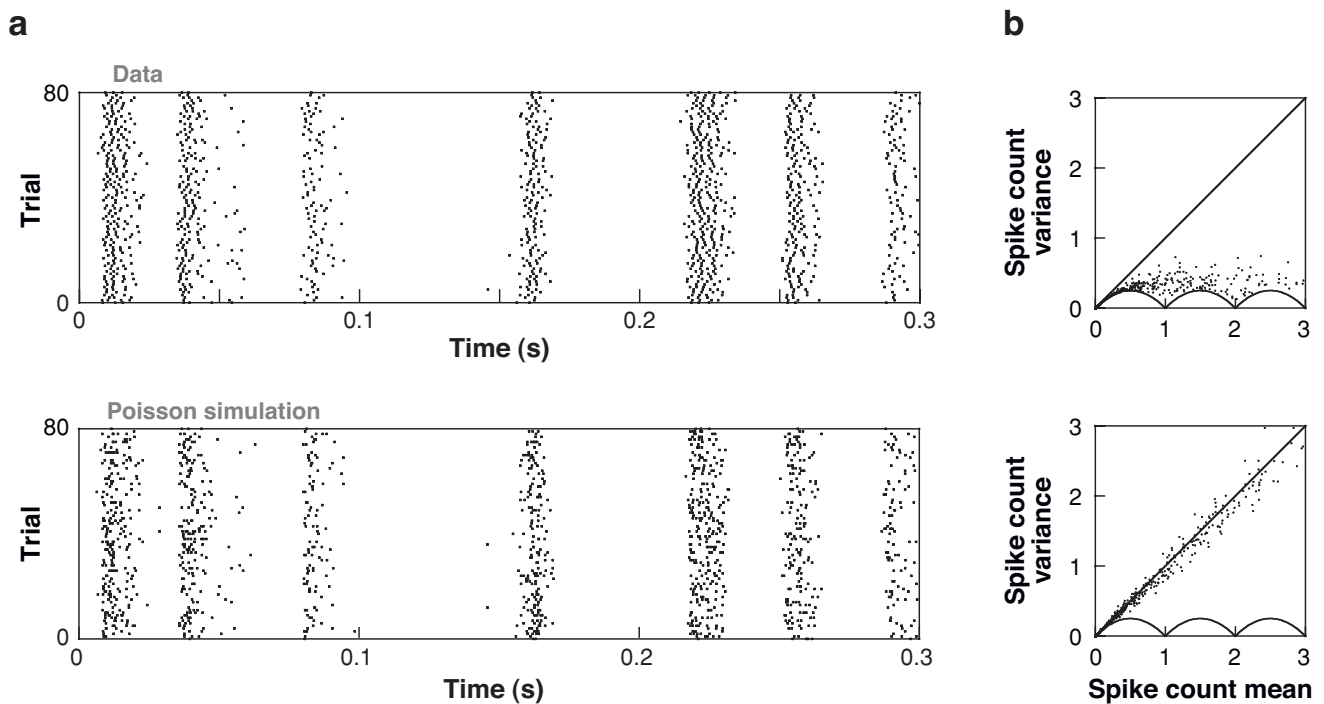 a
Data
80
Trial
0
0 0.1 0.2 0.3
Time (s)
Poisson simulation
80
Trial
0
0 0.1 0.2 0.3
Time (s)
b
3
2
1
0
Spike count
variance
0 1 2 3
3
2
1
0
Spike count
variance
0 1 2 3
Spike count mean